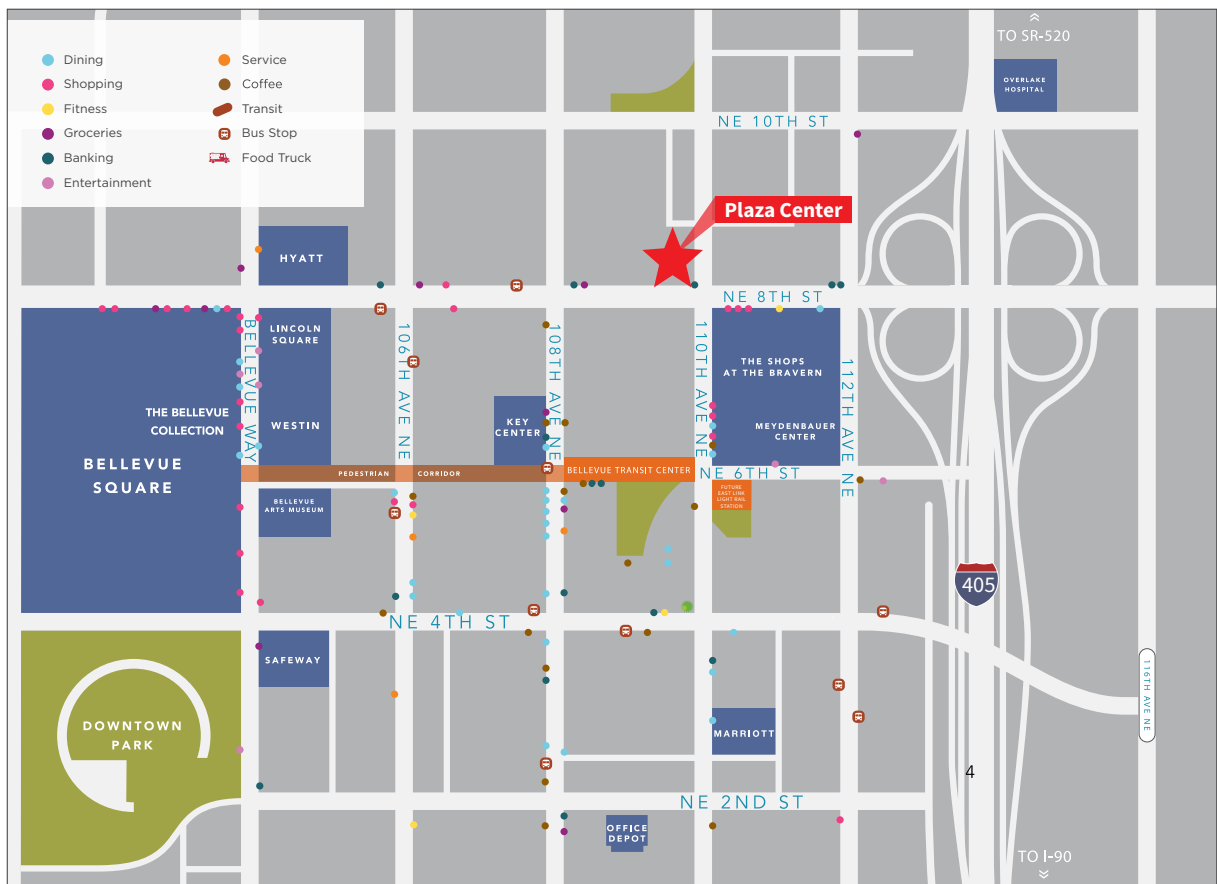 TO SR-520
OVERLAKE
HOSPITAL
Dining
Shopping
Fitness
Groceries
Banking
Entertainment
Service
Coffee
Transit
Bus Stop
Food Truck
NE 10TH ST
Plaza Center
HYATT
NE 8TH ST
BELLEVUE WAY
LINCOLN
SQUARE
106TH AVE NE
108TH AVE NE
110TH AVE NE
THE SHOPS
AT THE BRAVERN
112TH AVE NE
THE BELLEVUE
COLLECTION
WESTIN
KEY
CENTER
MEYDENBAUER
CENTER
BELLEVUE
SQUARE
PEDESTRIAN CORRIDOR
BELLEVUE TRANSIT CENTER
NE 6TH ST
BELLEVUE
ARTS MUSEUM
FUTURE
EAST LINK
LIGHT RAIL
STATION
405
NE 4TH ST
SAFEWAY
116TH AVE NE
DOWNTOWN
PARK
MARRIOTT
4
NE 2ND ST
OFFICE
DEPOT
TO I-90